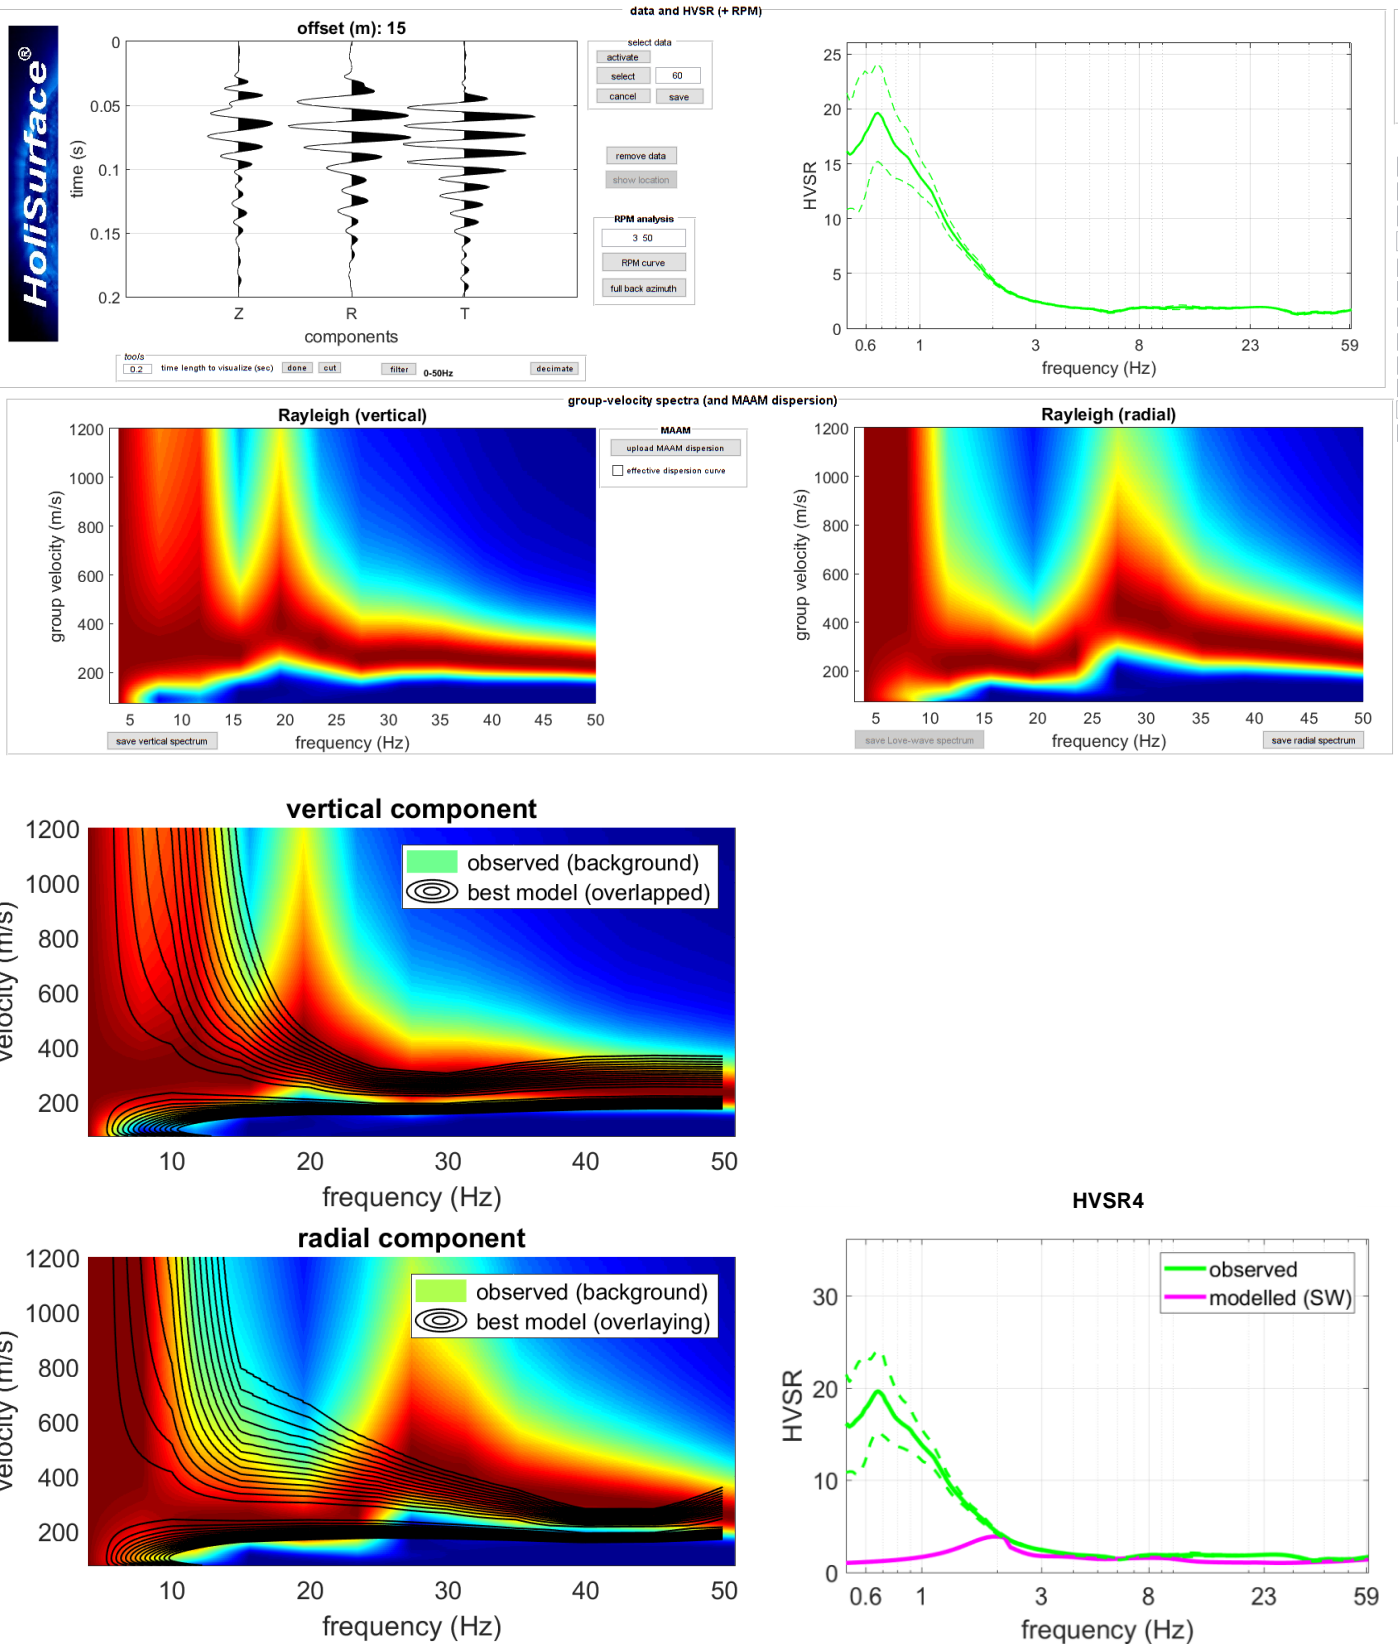 data and HVSR (+ RPM)
HoliSurface®
offset (m): 15
0
0.05
0.1
0.15
0.2
time (s)
Z R T
components
select data
activate
select 60
cancel save
remove data
show location
RPM analysis
3 50
RPM curve
full back azimuth
tools
0.2 time length to visualize (sec) done cut filter 0-50Hz decimate
25
20
15
10
5
0
HVSR
0.6 1 3 8 23 59
frequency (Hz)
group-velocity spectra (and MAAM dispersion)
Rayleigh (vertical)
1200
1000
800
600
400
200
group velocity (m/s)
5 10 15 20 25 30 35 40 45 50
frequency (Hz)
save vertical spectrum
MAAM
upload MAAM dispersion
effective dispersion curve
Rayleigh (radial)
1200
1000
800
600
400
200
group velocity (m/s)
5 10 15 20 25 30 35 40 45 50
frequency (Hz)
save Love-wave spectrum
save radial spectrum
vertical component
1200
1000
800
600
400
200
velocity (m/s)
observed (background)
best model (overlapped)
10 20 30 40 50
frequency (Hz)
radial component
1200
1000
800
600
400
200
velocity (m/s)
observed (background)
best model (overlaying)
10 20 30 40 50
frequency (Hz)
HVSR4
30
20
10
0
HVSR
observed
modelled (SW)
0.6 1 3 8 23 59
frequency (Hz)